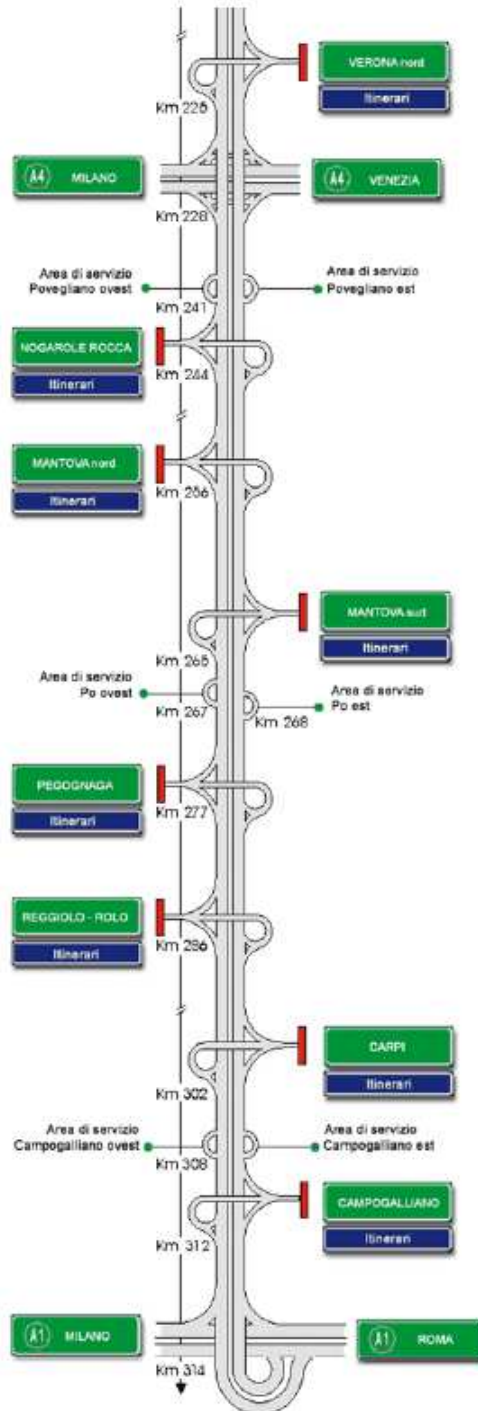 VERONA nord
Itinerari
Km 225
A4 MILANO
A4 VENEZIA
Km 228
Area di servizio
Povegliano ovest
Area di servizio
Povegliano est
Km 241
NOGAROLE ROCCA
Itinerari
Km 244
MANTOVA nord
Itinerari
Km 256
MANTOVA sud
Itinerari
Km 265
Area di servizio
Po ovest
Km 267
Area di servizio
Po est
Km 268
PEGOGNAGA
Itinerari
Km 277
REGGIOLO - ROLO
Itinerari
Km 286
CARPI
Itinerari
Km 302
Area di servizio
Campogalliano ovest
Area di servizio
Campogalliano est
Km 308
CAMPOGALLIANO
Itinerari
Km 312
A1 MILANO
A1 ROMA
Km 314